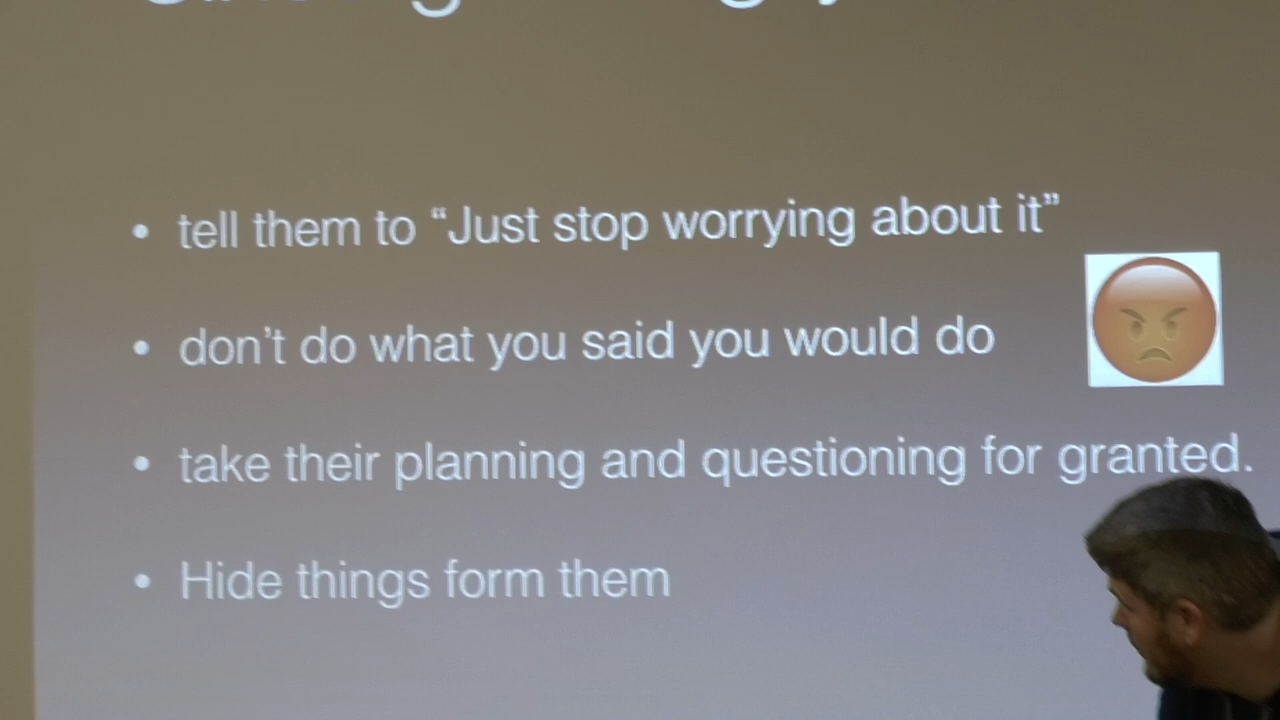 • tell them to “Just stop worrying about it”
• don’t do what you said you would do
• take their planning and questioning for granted.
• Hide things form them